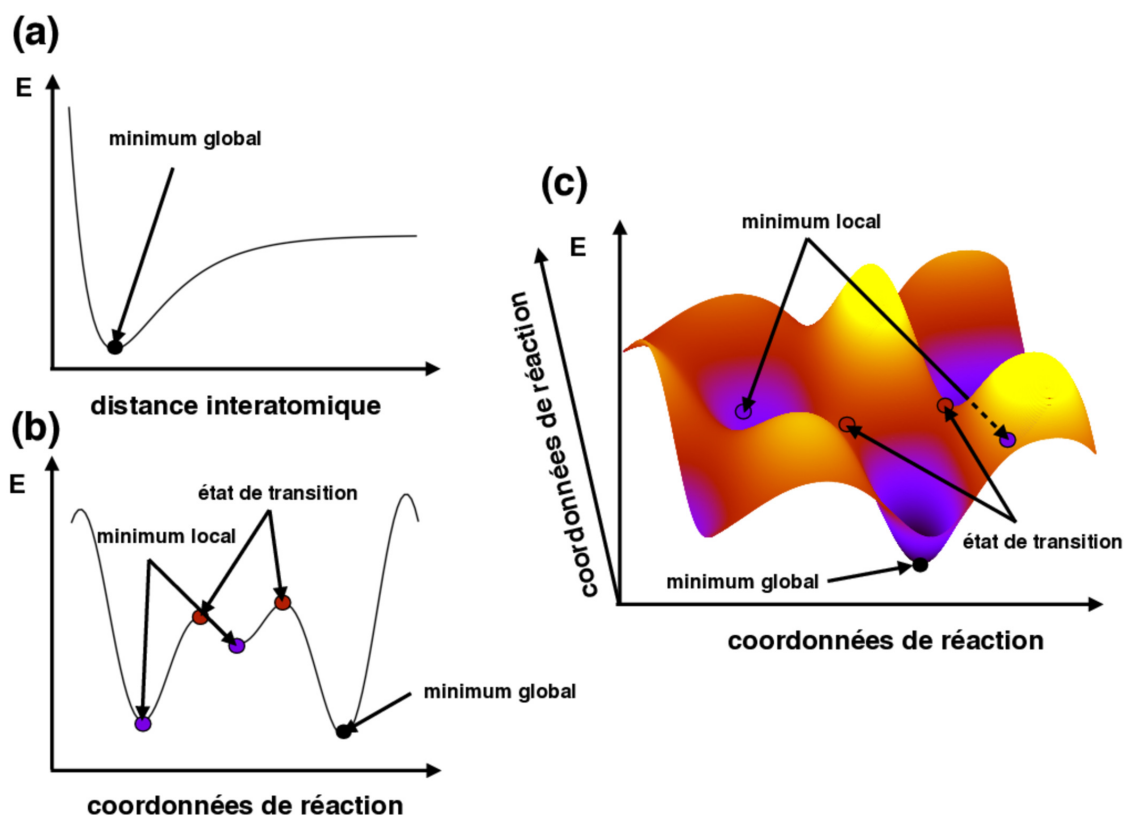 (a)
E
minimum global
distance interatomique
(b)
E
état de transition
minimum local
minimum global
coordonnées de réaction
(c)
E
minimum local
coordonnées de réaction
état de transition
minimum global
coordonnées de réaction